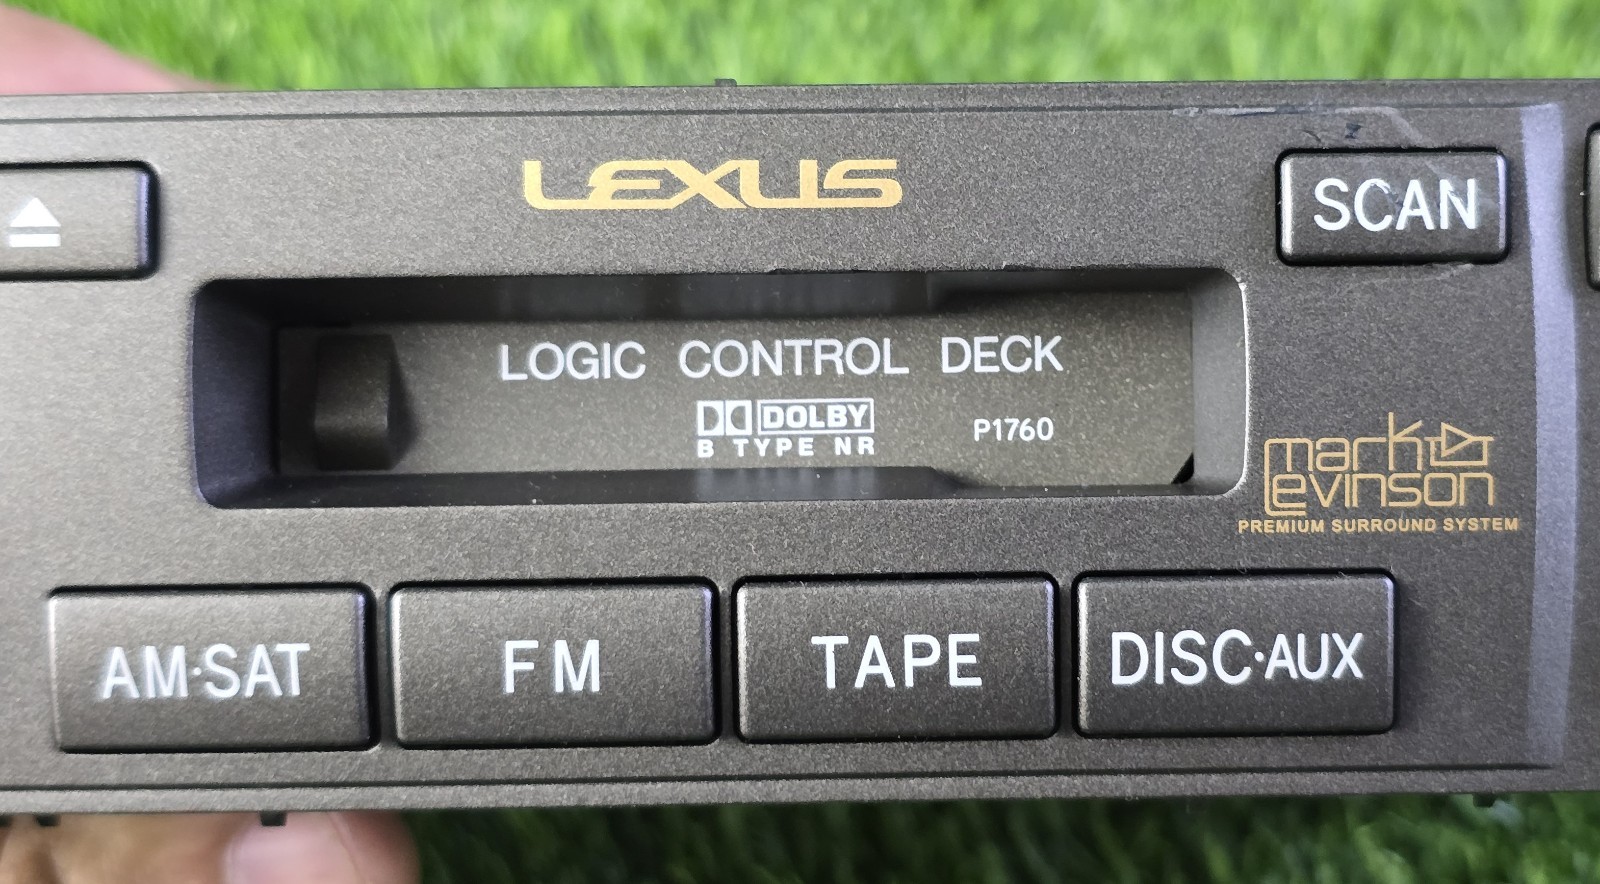 LEXUS
SCAN
LOGIC CONTROL DECK
DOLBY
B TYPE NR
P1760
mark
Levinson
PREMIUM SURROUND SYSTEM
AM·SAT
FM
TAPE
DISC·AUX